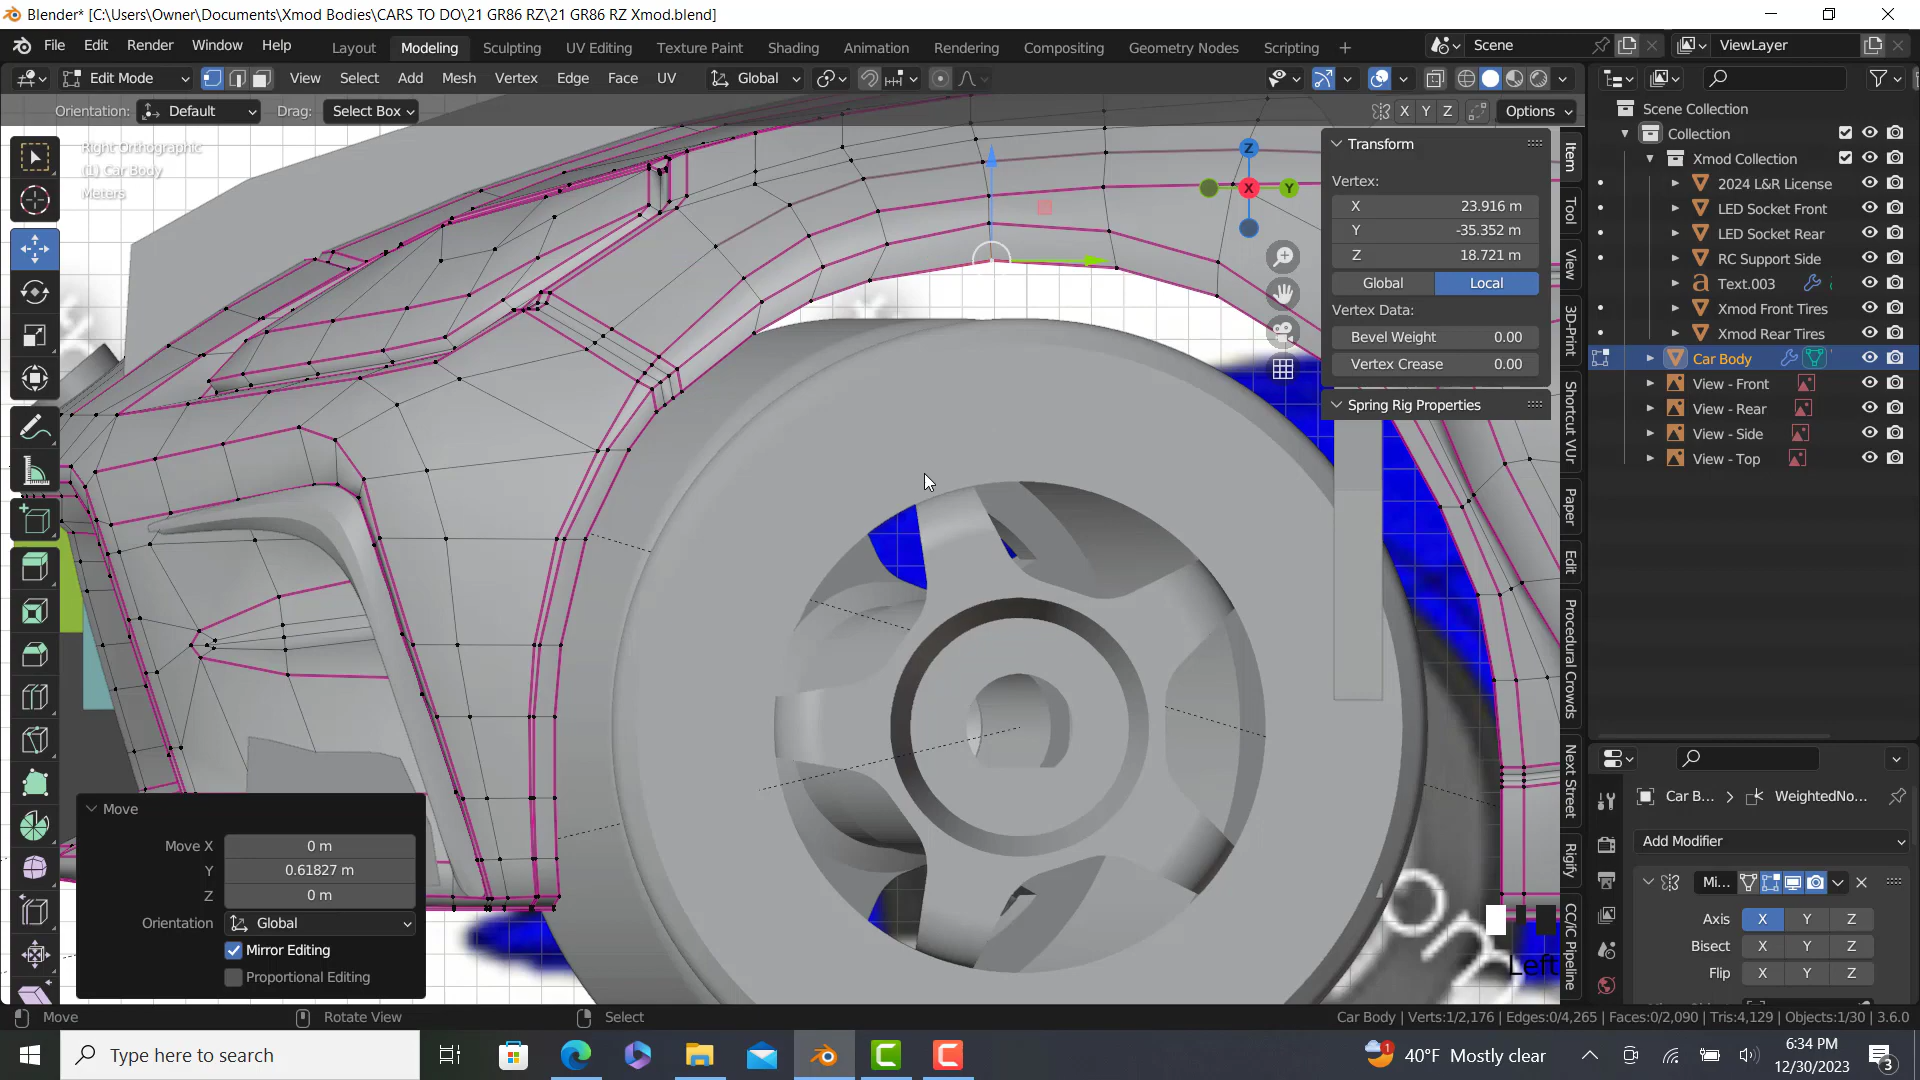 Blender* [C:\Users\Owner\Documents\Xmod Bodies\CARS TO DO\21 GR86 RZ\21 GR86 RZ Xmod.blend]
File Edit Render Window Help
Layout Modeling Sculpting UV Editing Texture Paint Shading Animation Rendering Compositing Geometry Nodes Scripting +
Scene
ViewLayer
Edit Mode
View Select Add Mesh Vertex Edge Face UV
Global
Orientation: Default Drag: Select Box
X Y Z Options
Right Orthographic
(1) Car Body
Meters
Z
X
Y
Transform
Vertex:
X 23.916 m
Y -35.352 m
Z 18.721 m
Global Local
Vertex Data:
Bevel Weight 0.00
Vertex Crease 0.00
Spring Rig Properties
Item
Tool
View
3D-Print
Shortcut VUr
Paper
Edit
Procedural Crowds
Next Street
Rigify
CC/iC Pipeline
Scene Collection
Collection
Xmod Collection
2024 L&R License
LED Socket Front
LED Socket Rear
RC Support Side
Text.003
Xmod Front Tires
Xmod Rear Tires
Car Body
View - Front
View - Rear
View - Side
View - Top
Car B... WeightedNo...
Add Modifier
Mi...
Axis X Y Z
Bisect X Y Z
Flip X Y Z
Move
Move X 0 m
Y 0.61827 m
Z 0 m
Orientation Global
Mirror Editing
Proportional Editing
Left
Move Rotate View Select
Car Body | Verts:1/2,176 | Edges:0/4,265 | Faces:0/2,090 | Tris:4,129 | Objects:1/30 | 3.6.0
Type here to search
1
40°F Mostly clear
6:34 PM
12/30/2023
3